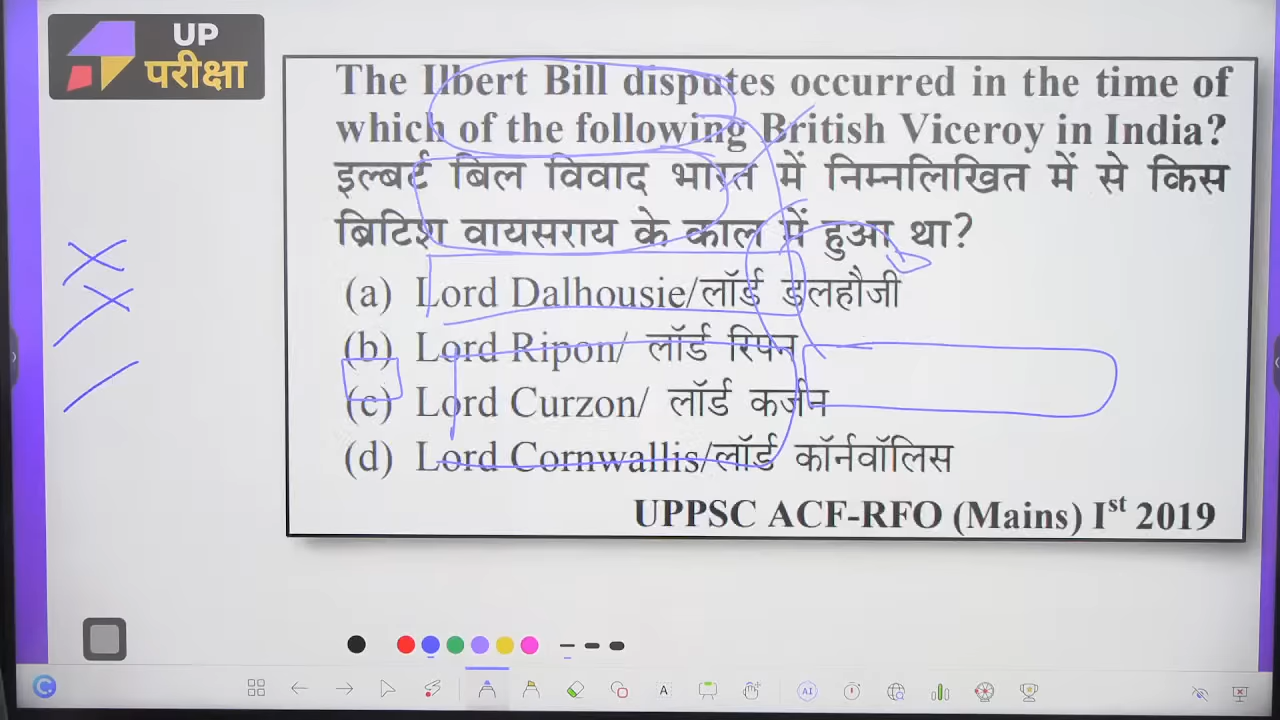 UP
परीक्षा
The Ilbert Bill disputes occurred in the time of
which of the following British Viceroy in India?
इल्बर्ट बिल विवाद भारत में निम्नलिखित में से किस
ब्रिटिश वायसराय के काल में हुआ था?
(a) Lord Dalhousie/लॉर्ड डलहौजी
(b) Lord Ripon/ लॉर्ड रिपन
(c) Lord Curzon/ लॉर्ड कर्जन
(d) Lord Cornwallis/लॉर्ड कॉर्नवॉलिस
UPPSC ACF-RFO (Mains) Ist 2019
A
AI